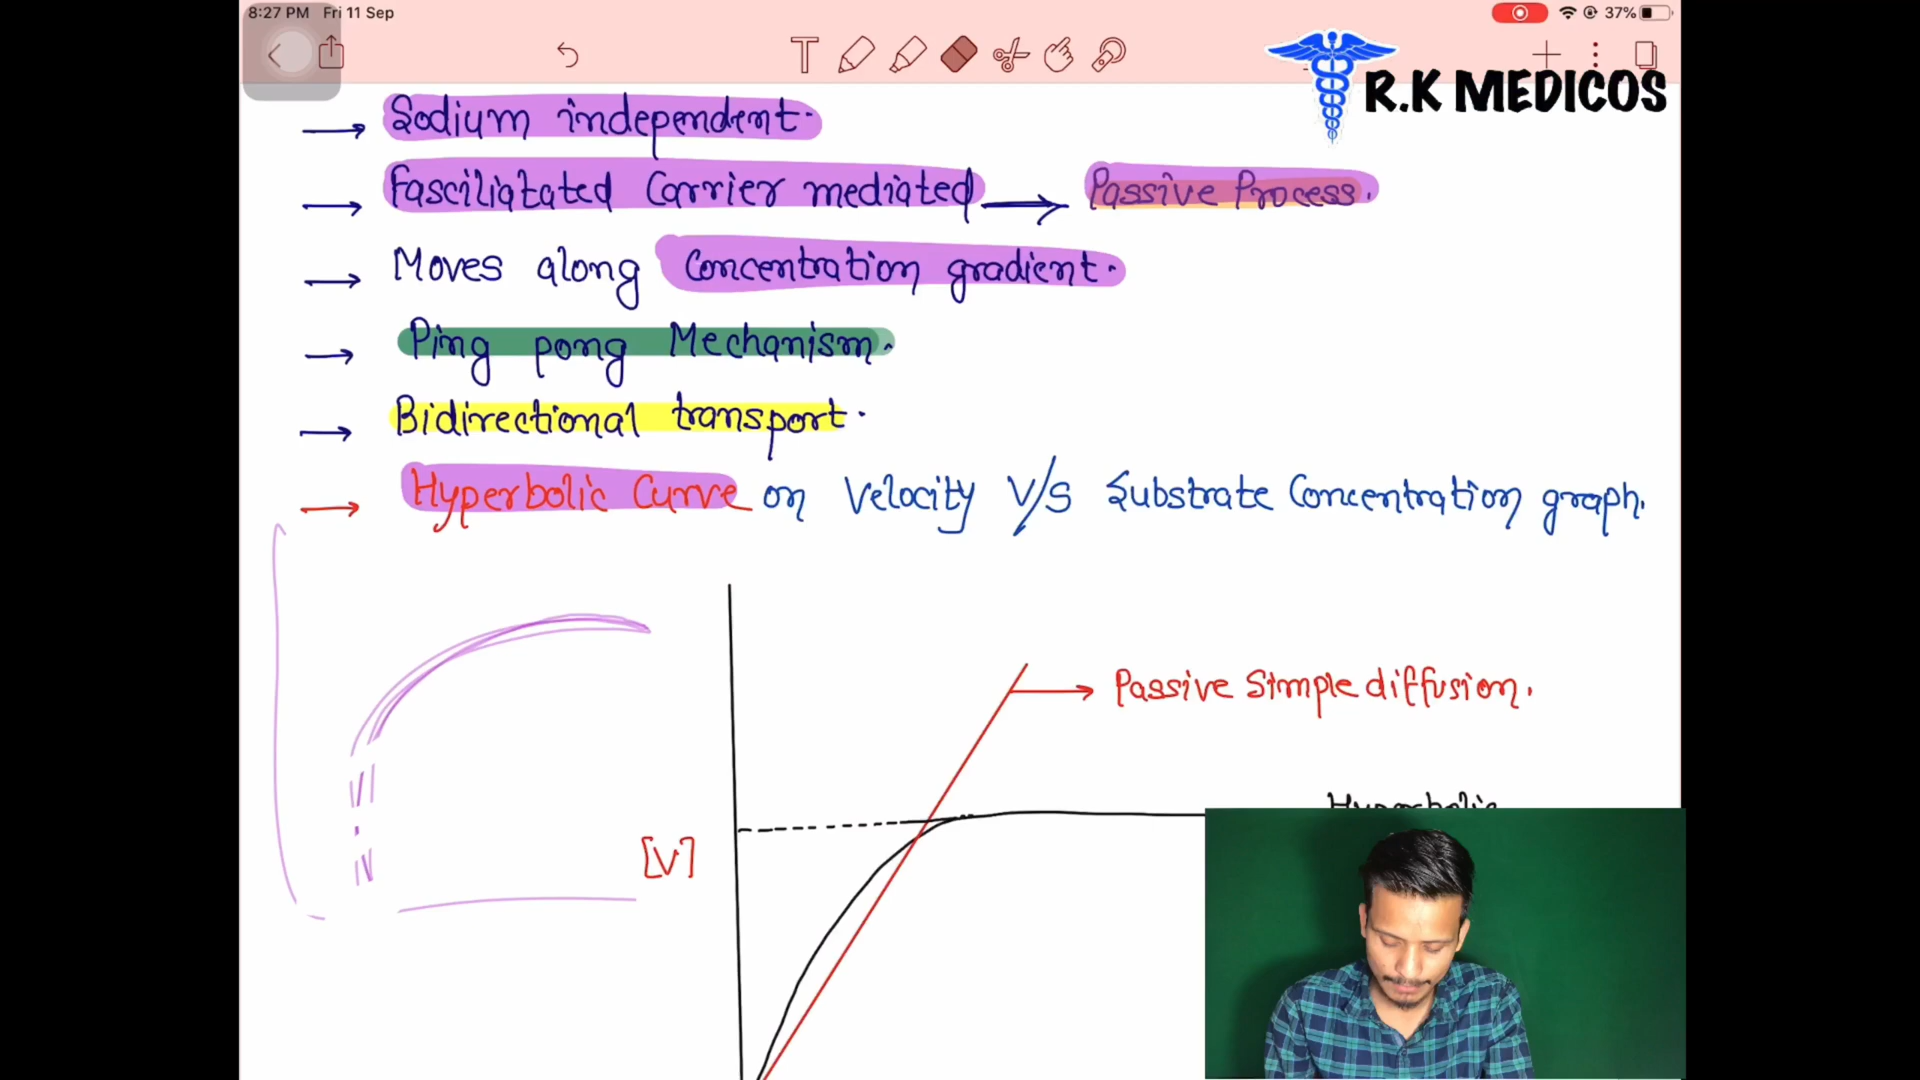 8:27 PM Fri 11 Sep
37%
R.K MEDICOS
→ Sodium independent.
→ Fasciliatated Carrier mediated → Passive Process.
→ Moves along Concentration gradient.
→ Ping pong Mechanism.
→ Bidirectional transport.
→ Hyperbolic Curve on Velocity V/S Substrate Concentration graph.
→ Passive Simple diffusion.
Hyperbolic
[V]